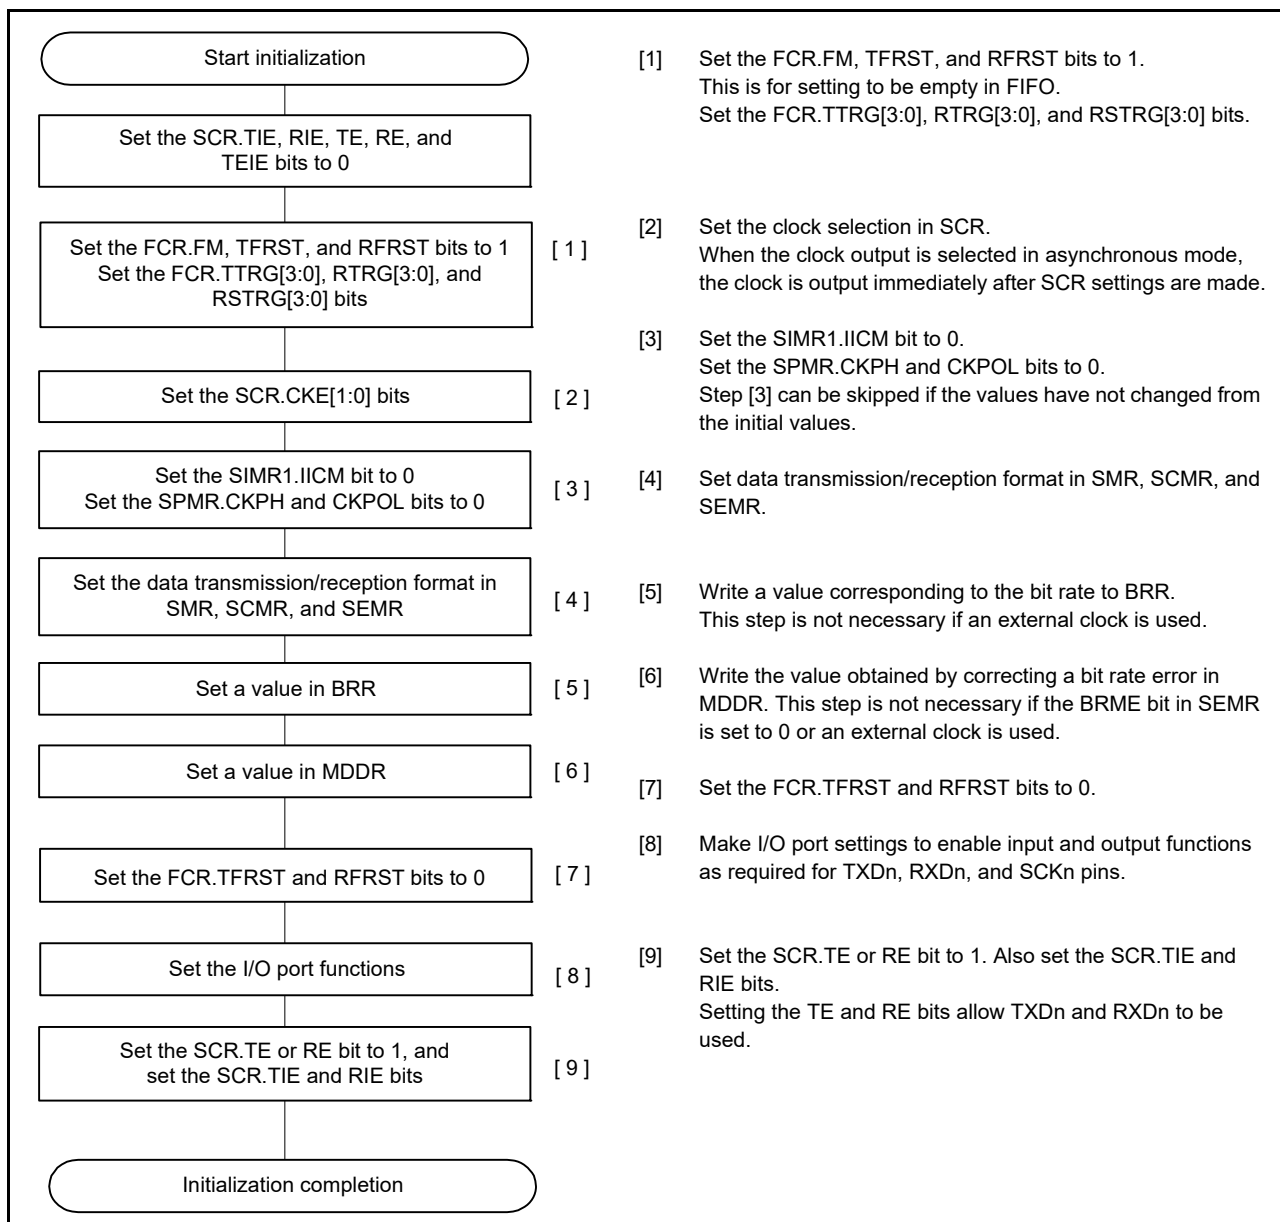 Start initialization
Set the SCR.TIE, RIE, TE, RE, and
TEIE bits to 0
Set the FCR.FM, TFRST, and RFRST bits to 1
Set the FCR.TTRG[3:0], RTRG[3:0], and
RSTRG[3:0] bits
[ 1 ]
Set the SCR.CKE[1:0] bits
[ 2 ]
Set the SIMR1.IICM bit to 0
Set the SPMR.CKPH and CKPOL bits to 0
[ 3 ]
Set the data transmission/reception format in
SMR, SCMR, and SEMR
[ 4 ]
Set a value in BRR
[ 5 ]
Set a value in MDDR
[ 6 ]
Set the FCR.TFRST and RFRST bits to 0
[ 7 ]
Set the I/O port functions
[ 8 ]
Set the SCR.TE or RE bit to 1, and
set the SCR.TIE and RIE bits
[ 9 ]
Initialization completion
[1] Set the FCR.FM, TFRST, and RFRST bits to 1.
This is for setting to be empty in FIFO.
Set the FCR.TTRG[3:0], RTRG[3:0], and RSTRG[3:0] bits.
[2] Set the clock selection in SCR.
When the clock output is selected in asynchronous mode,
the clock is output immediately after SCR settings are made.
[3] Set the SIMR1.IICM bit to 0.
Set the SPMR.CKPH and CKPOL bits to 0.
Step [3] can be skipped if the values have not changed from
the initial values.
[4] Set data transmission/reception format in SMR, SCMR, and
SEMR.
[5] Write a value corresponding to the bit rate to BRR.
This step is not necessary if an external clock is used.
[6] Write the value obtained by correcting a bit rate error in
MDDR. This step is not necessary if the BRME bit in SEMR
is set to 0 or an external clock is used.
[7] Set the FCR.TFRST and RFRST bits to 0.
[8] Make I/O port settings to enable input and output functions
as required for TXDn, RXDn, and SCKn pins.
[9] Set the SCR.TE or RE bit to 1. Also set the SCR.TIE and
RIE bits.
Setting the TE and RE bits allow TXDn and RXDn to be
used.